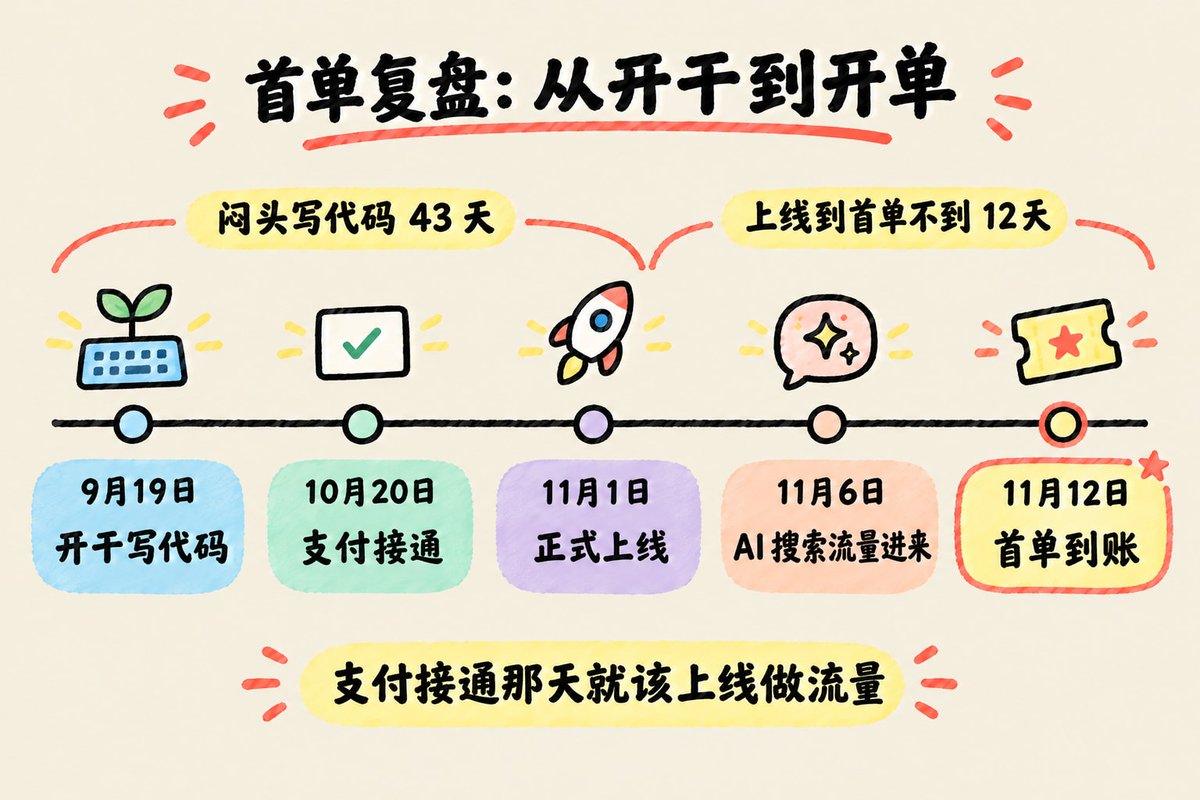 首单复盘：从开干到开单
闷头写代码 43 天
上线到首单不到 12天
9月19日
开干写代码
10月20日
支付接通
11月1日
正式上线
11月6日
AI 搜索流量进来
11月12日
首单到账
支付接通那天就该上线做流量